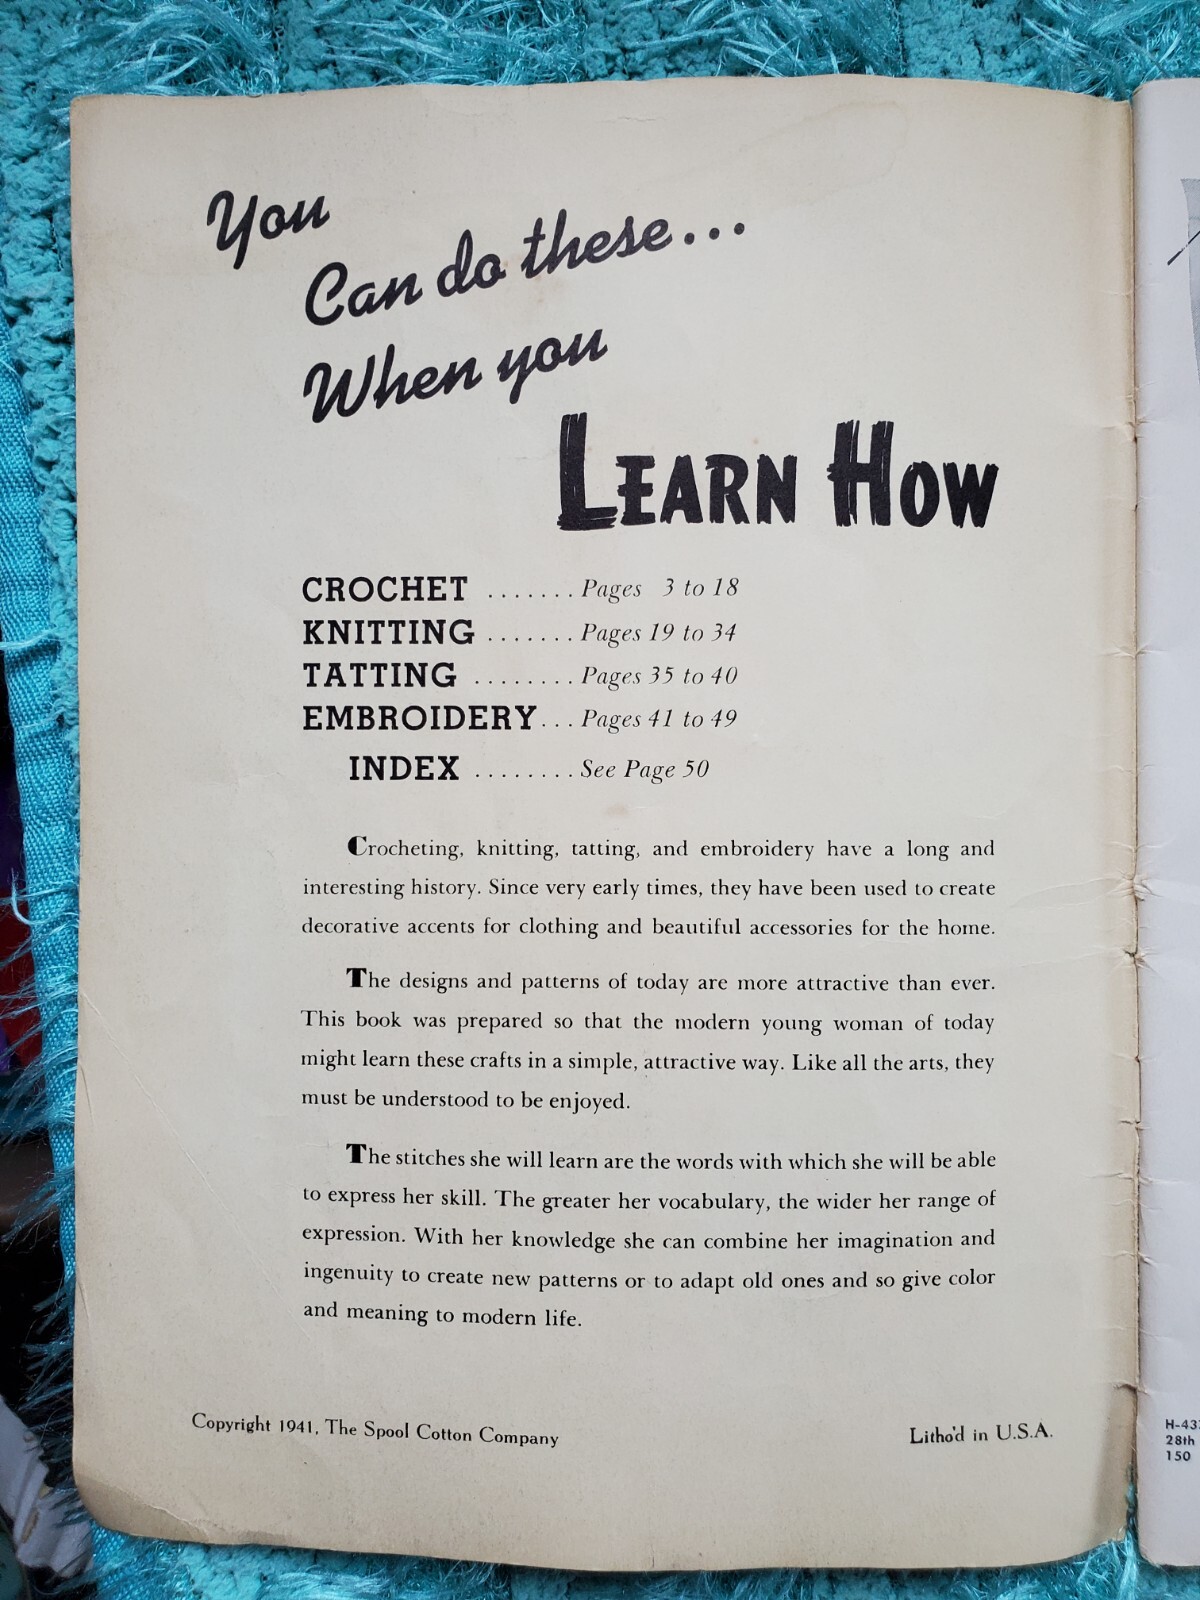 You
Can do these...
When you
LEARN HOW
CROCHET ....... Pages 3 to 18
KNITTING ....... Pages 19 to 34
TATTING ........ Pages 35 to 40
EMBROIDERY... Pages 41 to 49
INDEX ........ See Page 50
Crocheting, knitting, tatting, and embroidery have a long and
interesting history. Since very early times, they have been used to create
decorative accents for clothing and beautiful accessories for the home.
The designs and patterns of today are more attractive than ever.
This book was prepared so that the modern young woman of today
might learn these crafts in a simple, attractive way. Like all the arts, they
must be understood to be enjoyed.
The stitches she will learn are the words with which she will be able
to express her skill. The greater her vocabulary, the wider her range of
expression. With her knowledge she can combine her imagination and
ingenuity to create new patterns or to adapt old ones and so give color
and meaning to modern life.
Copyright 1941, The Spool Cotton Company
Litho'd in U.S.A.
28th
150